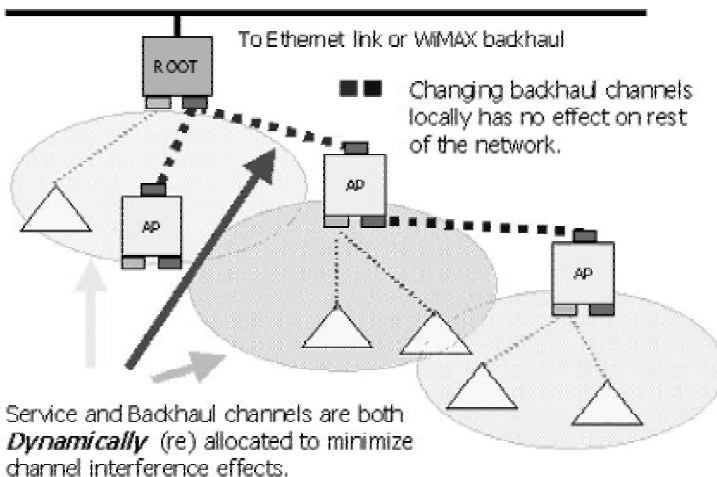 To Ethernet link or WiMAX backhaul
ROOT
Changing backhaul channels
locally has no effect on rest
of the network.
AP
AP
AP
Service and Backhaul channels are both
Dynamically (re) allocated to minimize
channel interference effects.